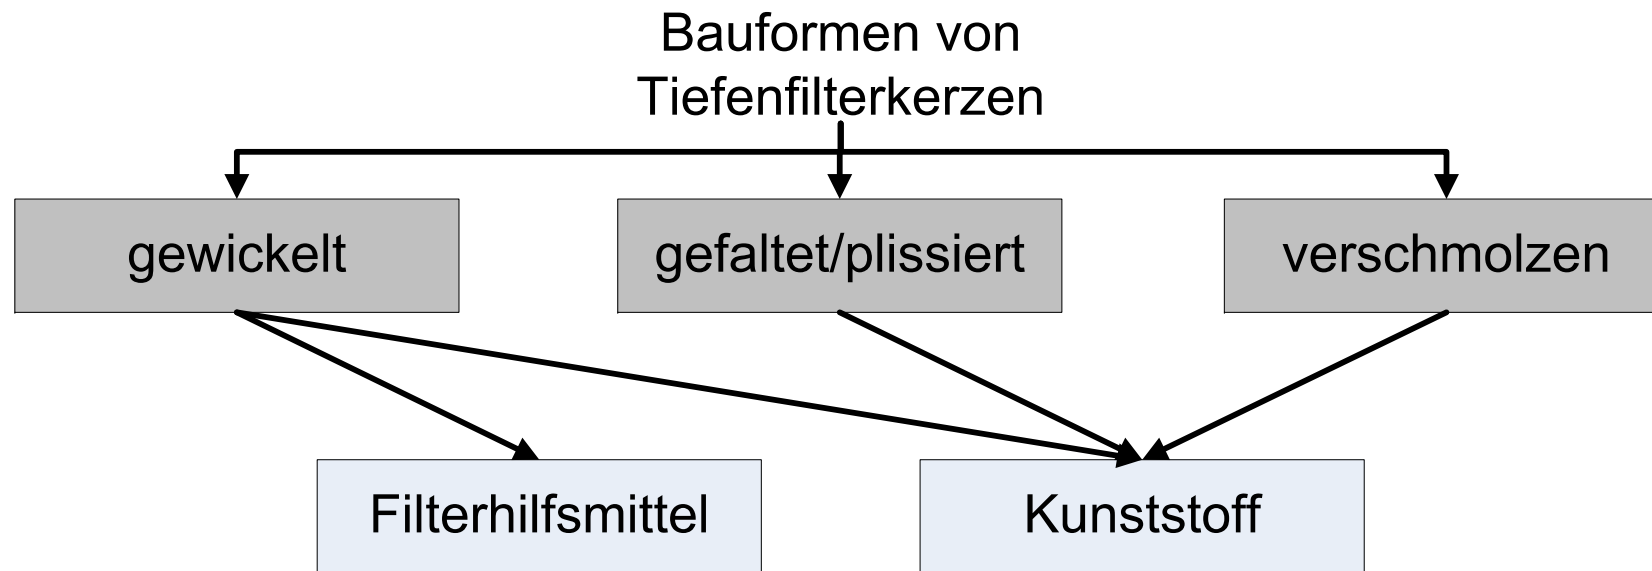 Bauformen von
Tiefenfilterkerzen
gewickelt
gefaltet/plissiert
verschmolzen
Filterhilfsmittel
Kunststoff